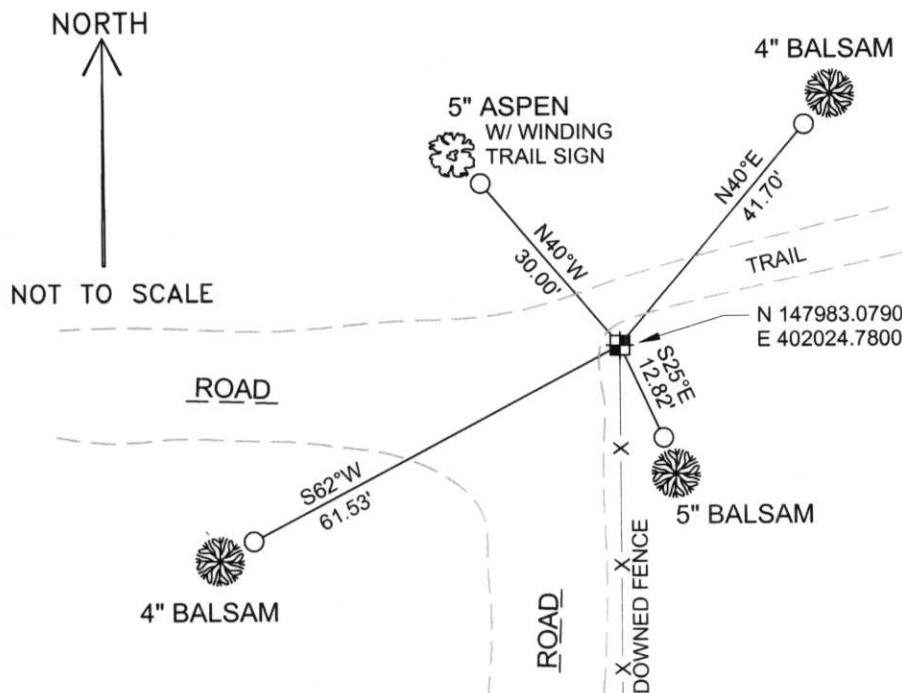 NORTH
4" BALSAM
5" ASPEN
W/ WINDING
TRAIL SIGN
N40°E
41.70'
N40°W
30.00'
TRAIL
NOT TO SCALE
N 147983.0790
E 402024.7800
S25°E
12.82'
ROAD
S62°W
61.53'
5" BALSAM
4" BALSAM
ROAD
X
X
X
DOWNED FENCE